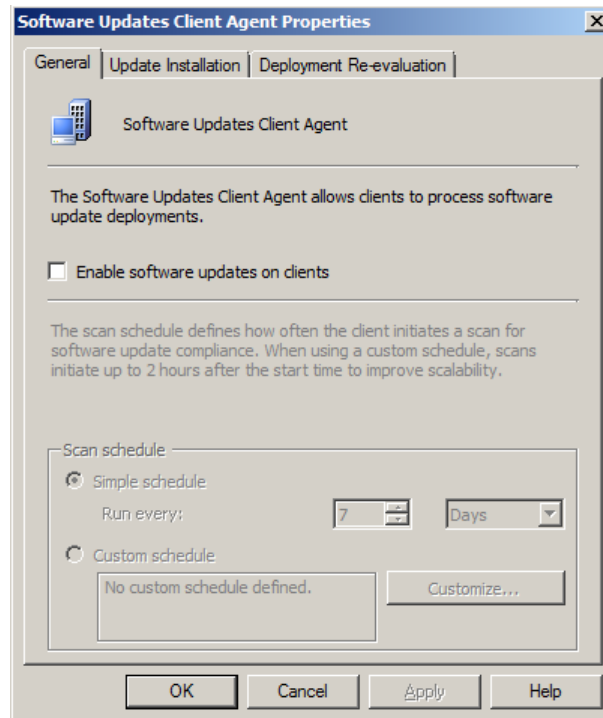 Software Updates Client Agent Properties
General Update Installation Deployment Re-evaluation
Software Updates Client Agent
The Software Updates Client Agent allows clients to process software
update deployments.
Enable software updates on clients
The scan schedule defines how often the client initiates a scan for
software update compliance. When using a custom schedule, scans
initiate up to 2 hours after the start time to improve scalability.
Scan schedule
Simple schedule
Run every: 7 Days
Custom schedule
No custom schedule defined. Customize...
OK Cancel Apply Help